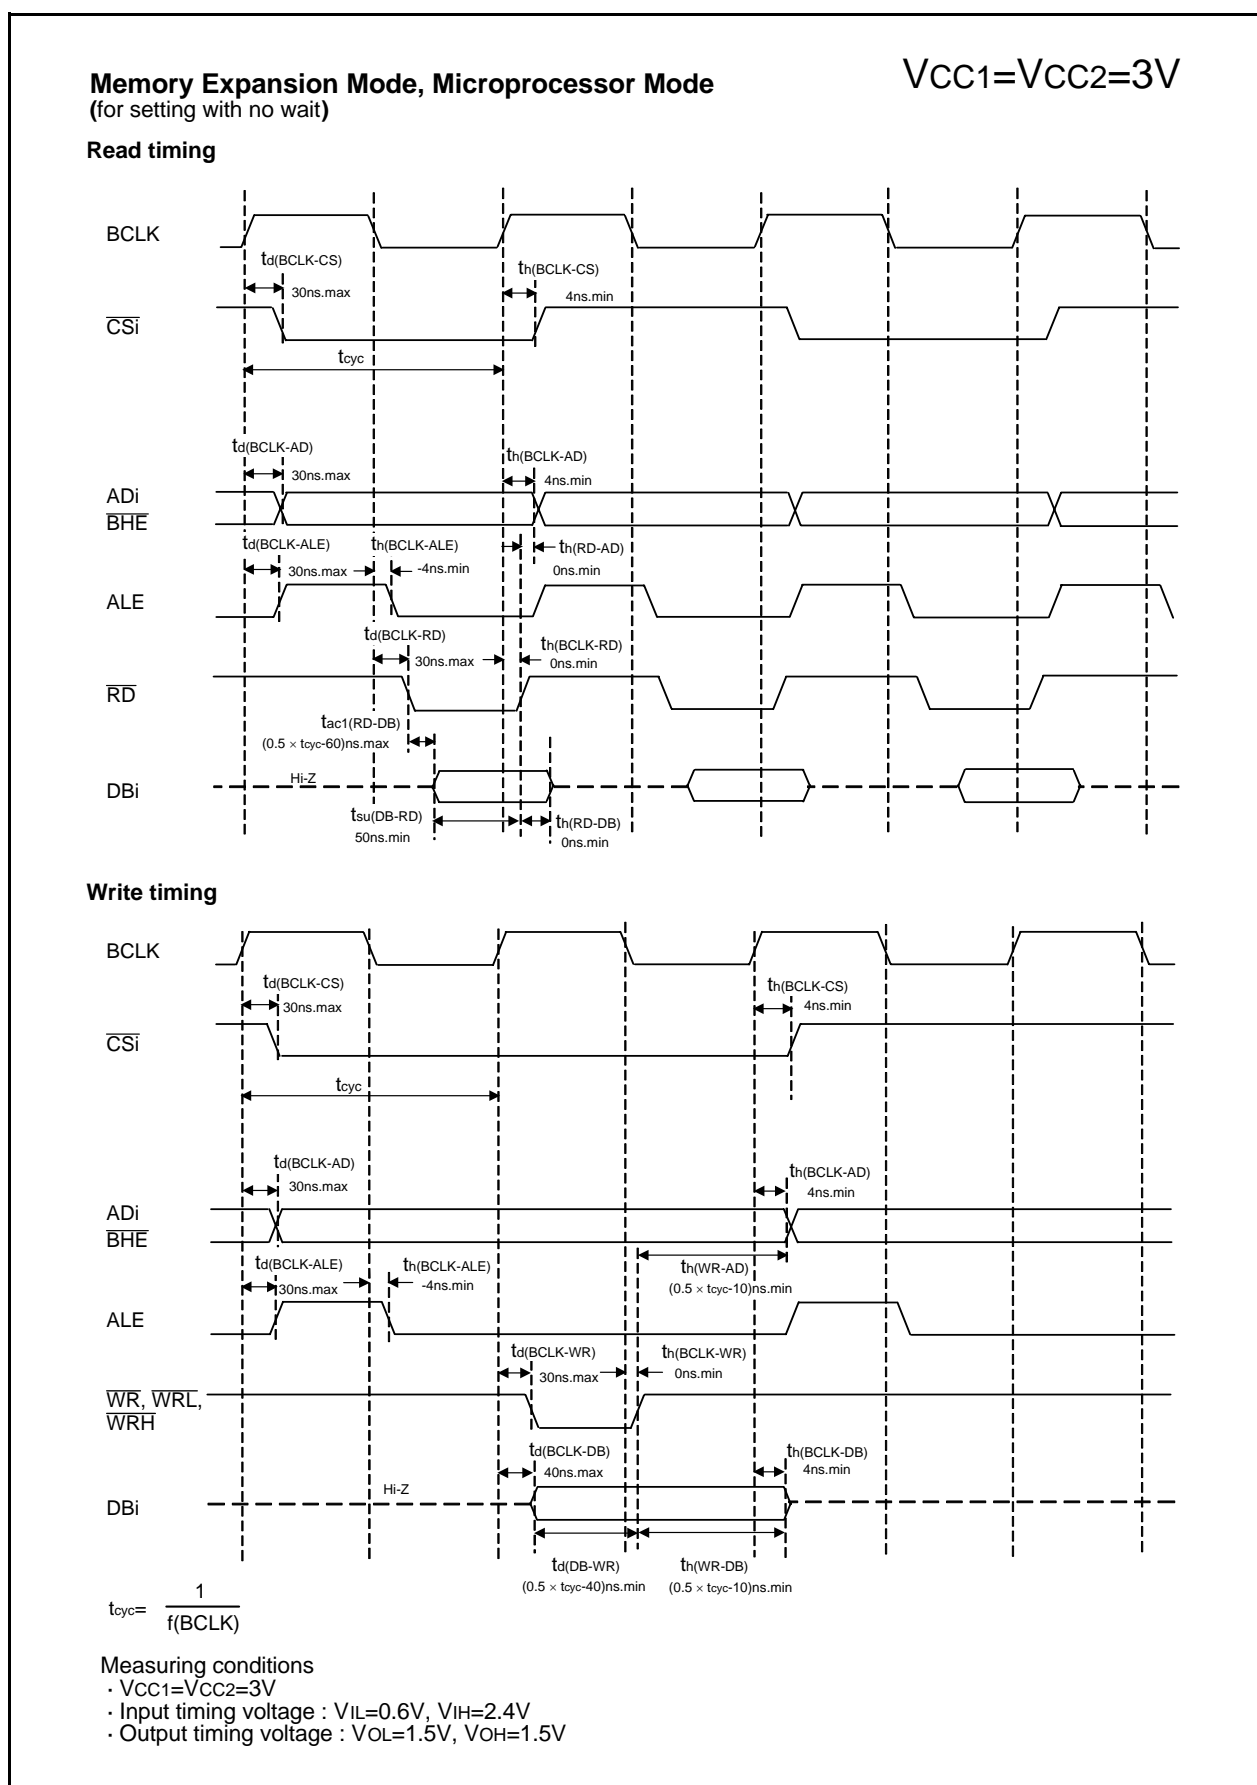 Memory Expansion Mode, Microprocessor Mode
VCC1=VCC2=3V
(for setting with no wait)
Read timing
BCLK
td(BCLK-CS)
30ns.max
th(BCLK-CS)
4ns.min
CSi
tcyc
td(BCLK-AD)
30ns.max
th(BCLK-AD)
4ns.min
ADi
BHE
td(BCLK-ALE)
30ns.max
th(BCLK-ALE)
-4ns.min
th(RD-AD)
0ns.min
ALE
td(BCLK-RD)
30ns.max
th(BCLK-RD)
0ns.min
RD
tac1(RD-DB)
(0.5 × tcyc-60)ns.max
Hi-Z
DBi
tsu(DB-RD)
50ns.min
th(RD-DB)
0ns.min
Write timing
BCLK
td(BCLK-CS)
30ns.max
th(BCLK-CS)
4ns.min
CSi
tcyc
td(BCLK-AD)
30ns.max
th(BCLK-AD)
4ns.min
ADi
BHE
td(BCLK-ALE)
30ns.max
th(BCLK-ALE)
-4ns.min
th(WR-AD)
(0.5 × tcyc-10)ns.min
ALE
td(BCLK-WR)
30ns.max
th(BCLK-WR)
0ns.min
WR, WRL,
WRH
td(BCLK-DB)
40ns.max
th(BCLK-DB)
4ns.min
Hi-Z
DBi
td(DB-WR)
(0.5 × tcyc-40)ns.min
th(WR-DB)
(0.5 × tcyc-10)ns.min
tcyc= 1
f(BCLK)
Measuring conditions
· VCC1=VCC2=3V
· Input timing voltage : VIL=0.6V, VIH=2.4V
· Output timing voltage : VOL=1.5V, VOH=1.5V